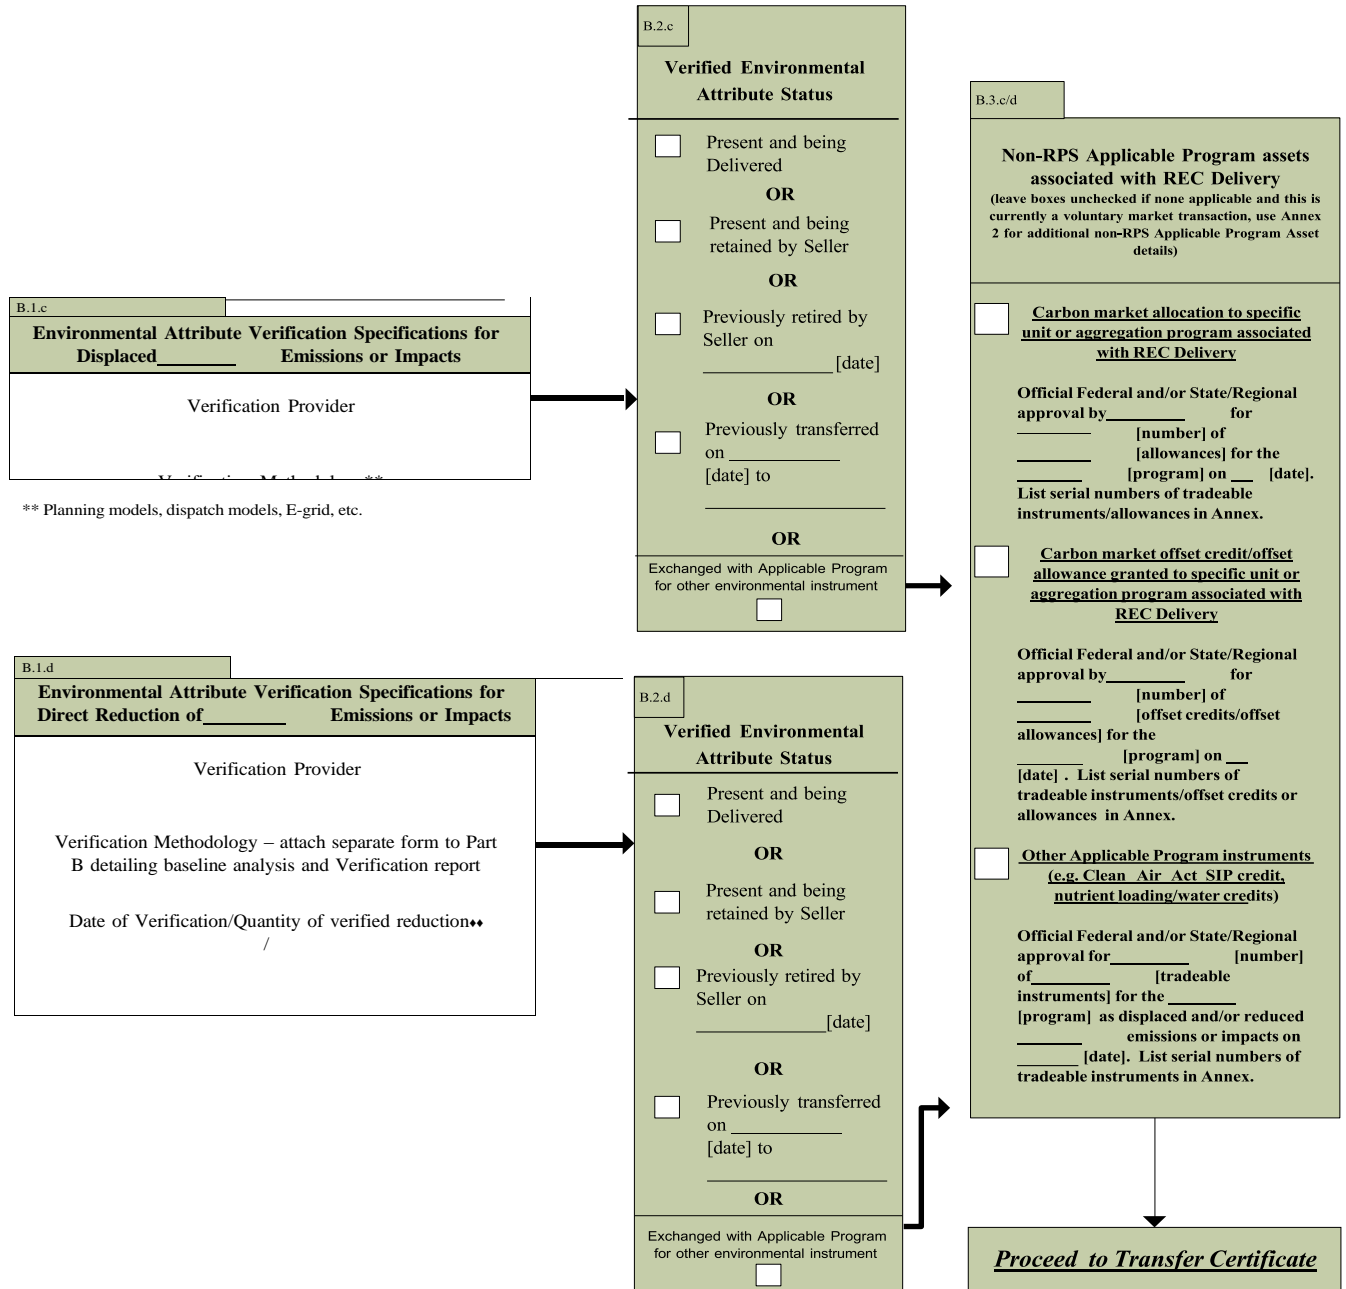 B.2.c
Verified Environmental
Attribute Status
Present and being
Delivered
OR
Present and being
retained by Seller
OR
Previously retired by
Seller on
_____________ [date]
OR
Previously transferred
on ___________
[date] to
__________________
OR
Exchanged with Applicable Program
for other environmental instrument
B.1.c
Environmental Attribute Verification Specifications for
Displaced________ Emissions or Impacts
Verification Provider
** Planning models, dispatch models, E-grid, etc.
B.1.d
Environmental Attribute Verification Specifications for
Direct Reduction of________ Emissions or Impacts
Verification Provider
Verification Methodology – attach separate form to Part
B detailing baseline analysis and Verification report
Date of Verification/Quantity of verified reduction♦♦
/
B.2.d
Verified Environmental
Attribute Status
Present and being
Delivered
OR
Present and being
retained by Seller
OR
Previously retired by
Seller on
_____________[date]
OR
Previously transferred
on ___________
[date] to
__________________
OR
Exchanged with Applicable Program
for other environmental instrument
B.3.c/d
Non-RPS Applicable Program assets
associated with REC Delivery
(leave boxes unchecked if none applicable and this is
currently a voluntary market transaction, use Annex
2 for additional non-RPS Applicable Program Asset
details)
Carbon market allocation to specific
unit or aggregation program associated
with REC Delivery
Official Federal and/or State/Regional
approval by________ for
________ [number] of
________ [allowances] for the
_______ [program] on __ [date].
List serial numbers of tradeable
instruments/allowances in Annex.
Carbon market offset credit/offset
allowance granted to specific unit or
aggregation program associated with
REC Delivery
Official Federal and/or State/Regional
approval by________ for
________ [number] of
________ [offset credits/offset
allowances] for the
_______ [program] on __
[date] . List serial numbers of
tradeable instruments/offset credits or
allowances in Annex.
Other Applicable Program instruments
(e.g. Clean Air Act SIP credit,
nutrient loading/water credits)
Official Federal and/or State/Regional
approval for________ [number]
of________ [tradeable
instruments] for the _______
[program] as displaced and/or reduced
_______ emissions or impacts on
_______ [date]. List serial numbers of
tradeable instruments in Annex.
Proceed to Transfer Certificate